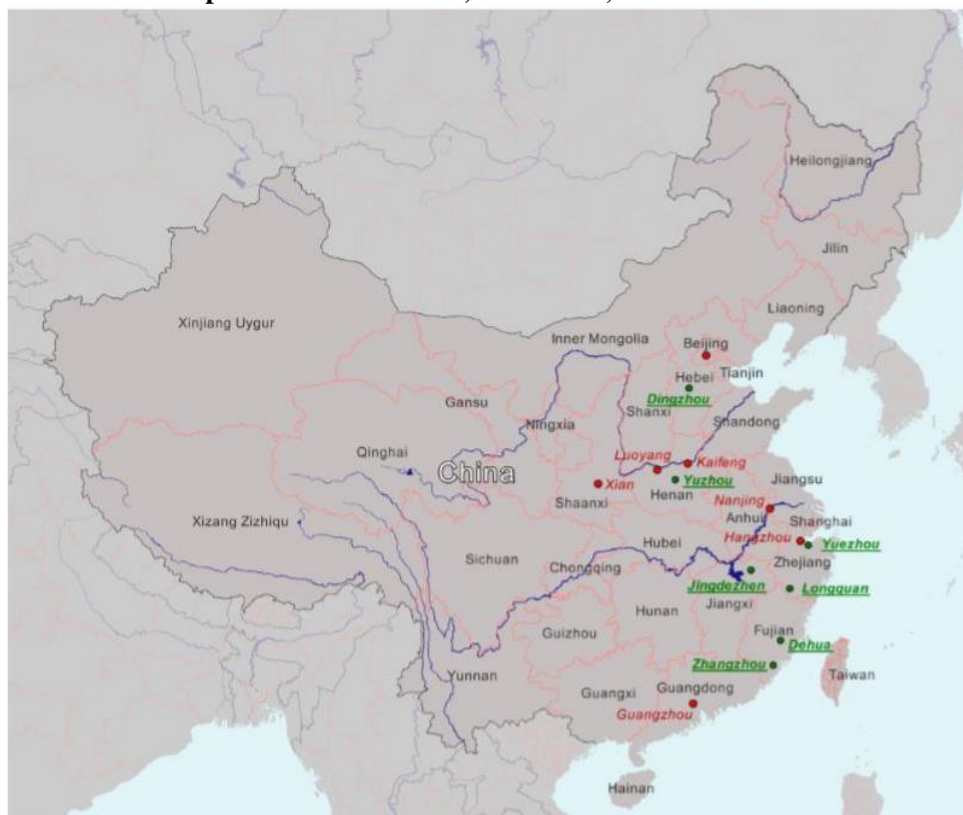 Heilongjiang
Jilin
Liaoning
Xinjiang Uygur
Inner Mongolia
Beijing
Tianjin
Hebei
Dingzhou
Gansu
Ningxia
Shanxi
Shandong
Qinghai
China
Luoyang
Kaifeng
Xian
Yuzhou
Henan
Jiangsu
Shaanxi
Nanjing
Anhui
Shanghai
Xizang Zizhiqu
Hubei
Hangzhou
Yuezhou
Sichuan
Chongqing
Zhejiang
Jingdezhen
Longquan
Hunan
Jiangxi
Guizhou
Fujian
Dehua
Zhangzhou
Yunnan
Taiwan
Guangxi
Guangdong
Guangzhou
Hainan